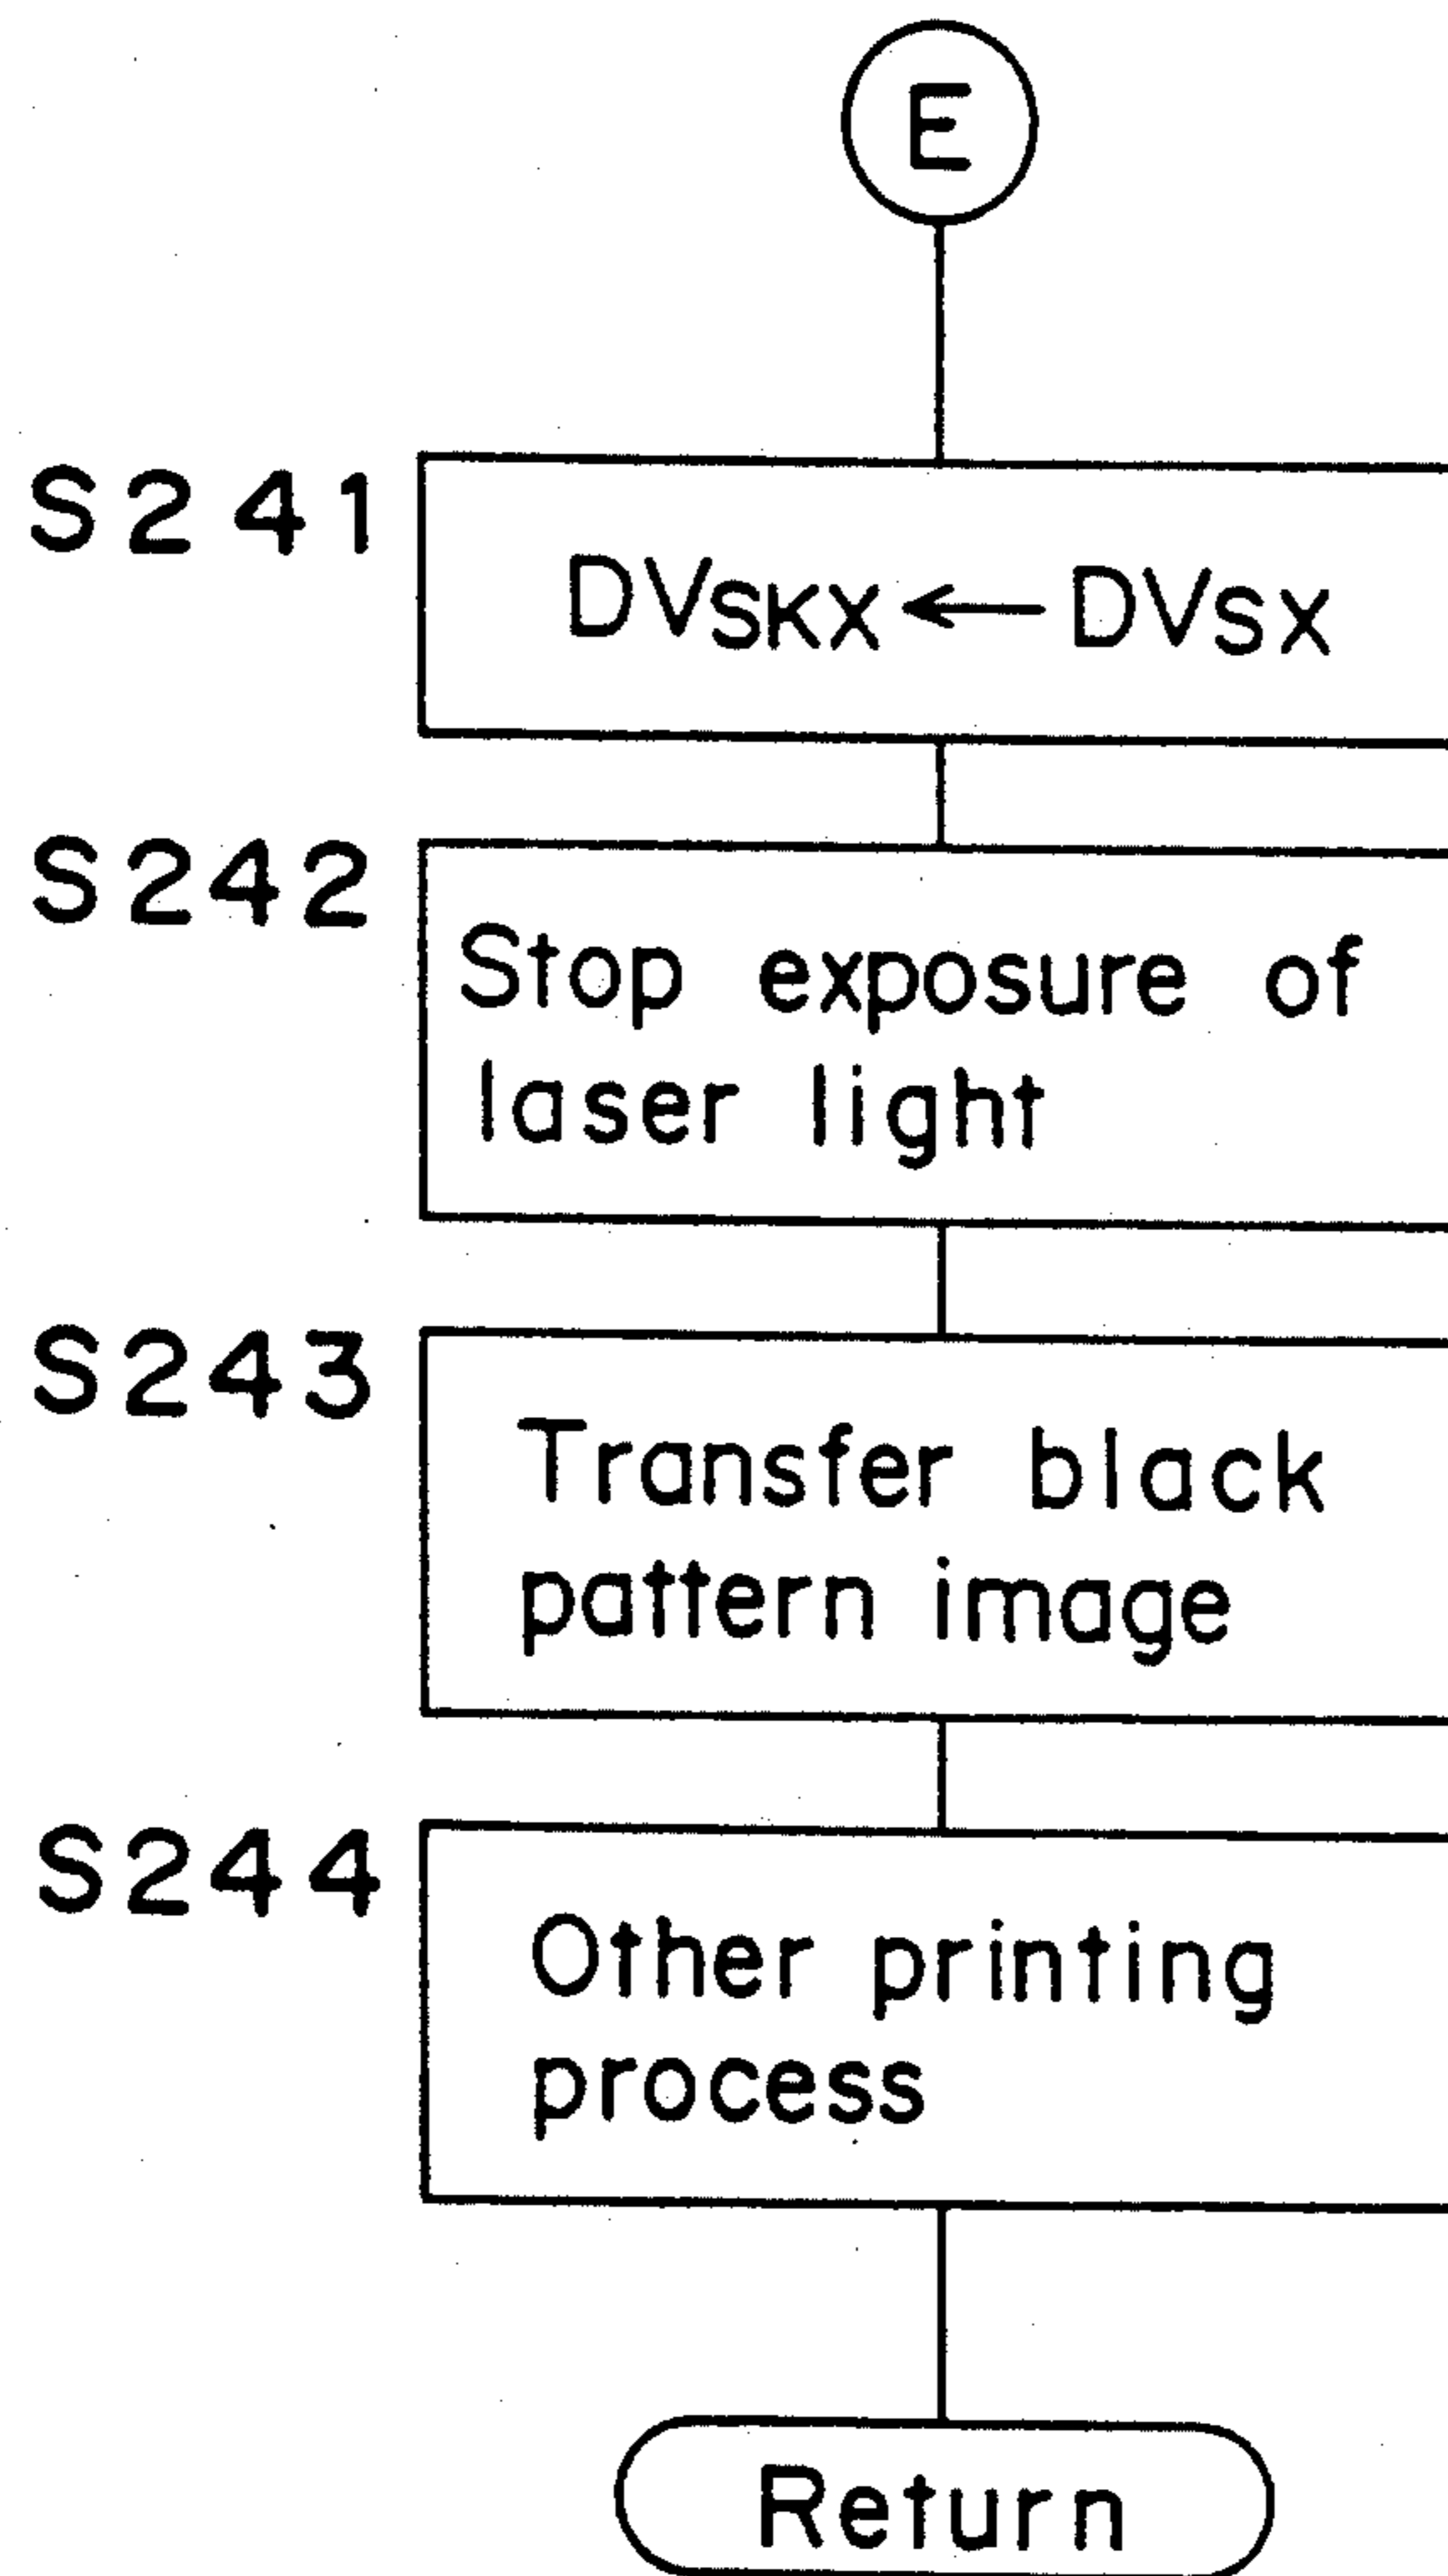 E
S241
DVSKX ← DVSX
S242
Stop exposure of
laser light
S243
Transfer black
pattern image
S244
Other printing
process
Return